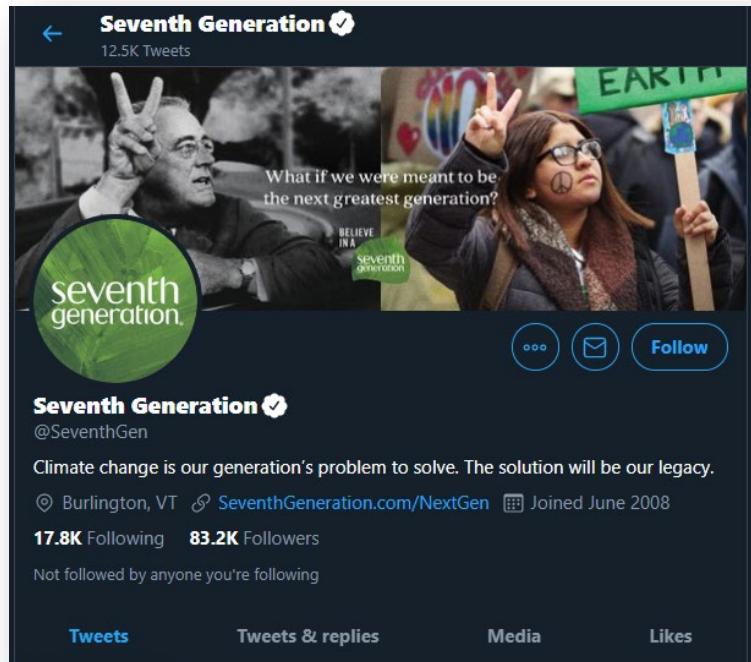 Seventh Generation
12.5K Tweets
EARTH
What if we were meant to be
the next greatest generation?
BELIEVE
IN A
seventh
generation
seventh
generation.
Follow
Seventh Generation
@SeventhGen
Climate change is our generation's problem to solve. The solution will be our legacy.
Burlington, VT SeventhGeneration.com/NextGen Joined June 2008
17.8K Following 83.2K Followers
Not followed by anyone you're following
Tweets Tweets & replies Media Likes